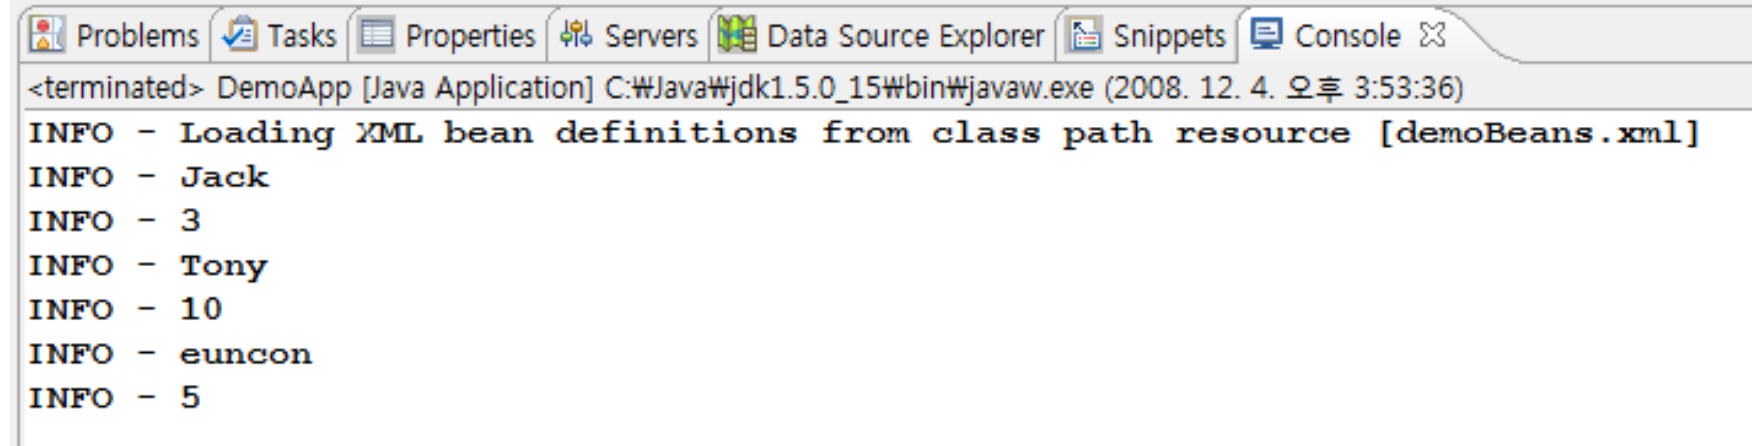 Problems Tasks Properties Servers Data Source Explorer Snippets Console
<terminated> DemoApp [Java Application] C:₩Java₩jdk1.5.0_15₩bin₩javaw.exe (2008. 12. 4. 오후 3:53:36)
INFO - Loading XML bean definitions from class path resource [demoBeans.xml]
INFO - Jack
INFO - 3
INFO - Tony
INFO - 10
INFO - euncon
INFO - 5